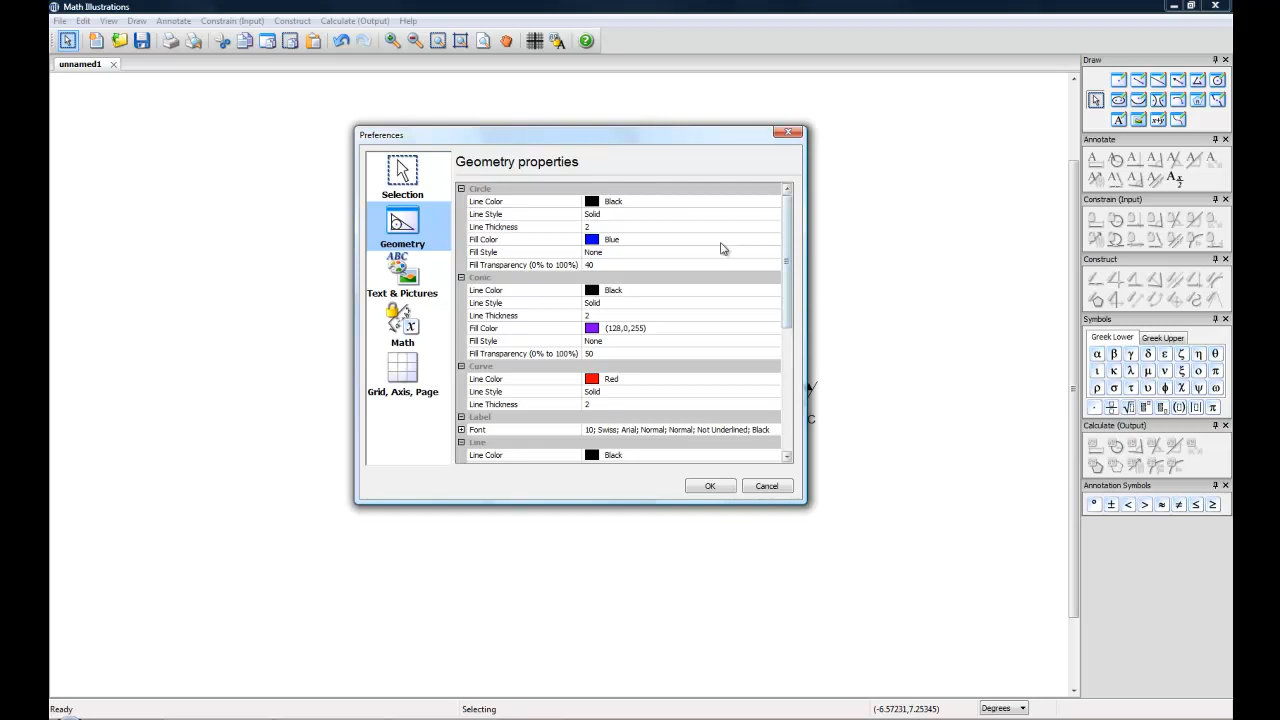 Math Illustrations
File Edit View Draw Annotate Constrain (Input) Construct Calculate (Output) Help
unnamed1
Preferences
Selection
Geometry
ABC
Text & Pictures
x
Math
Grid, Axis, Page
Geometry properties
Circle
Line Color Black
Line Style Solid
Line Thickness 2
Fill Color Blue
Fill Style None
Fill Transparency (0% to 100%) 40
Conic
Line Color Black
Line Style Solid
Line Thickness 2
Fill Color (128,0,255)
Fill Style None
Fill Transparency (0% to 100%) 50
Curve
Line Color Red
Line Style Solid
Line Thickness 2
Label
Font 10; Swiss; Arial; Normal; Normal; Not Underlined; Black
Line
Line Color Black
OK Cancel
C
Draw
A x+y
Annotate
Constrain (Input)
Construct
Symbols
Greek Lower Greek Upper
α β γ δ ε ζ η θ
ι κ λ μ ν ξ ο π
ρ σ τ υ φ χ ψ ω
π
Calculate (Output)
Annotation Symbols
° ± < > ≈ ≠ ≤ ≥
Ready Selecting (-6.57231,7.25345) Degrees